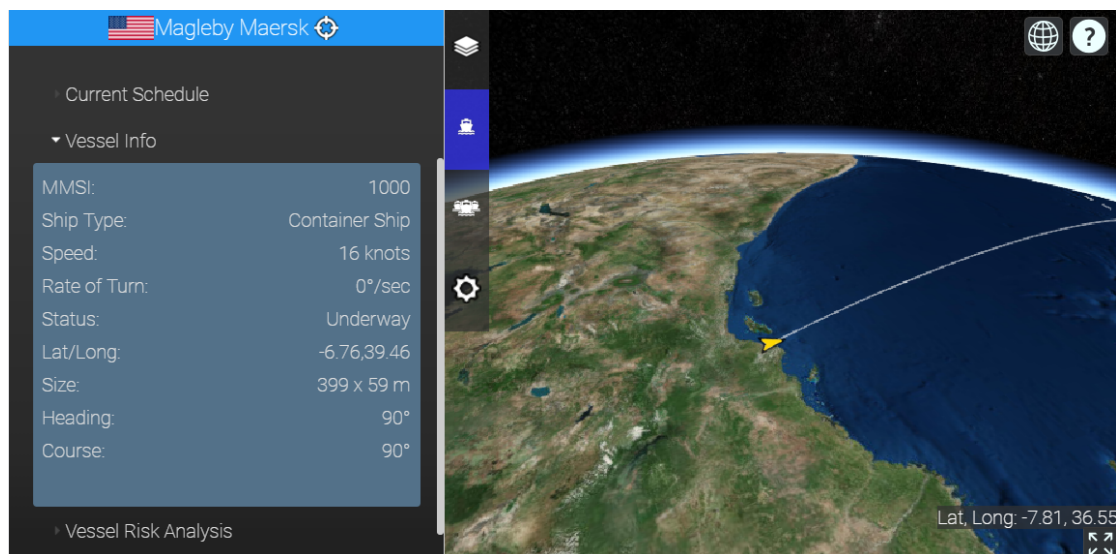 Magleby Maersk
?
Current Schedule
Vessel Info
MMSI: 1000
Ship Type: Container Ship
Speed: 16 knots
Rate of Turn: 0°/sec
Status: Underway
Lat/Long: -6.76,39.46
Size: 399 x 59 m
Heading: 90°
Course: 90°
Vessel Risk Analysis
Lat, Long: -7.81, 36.55